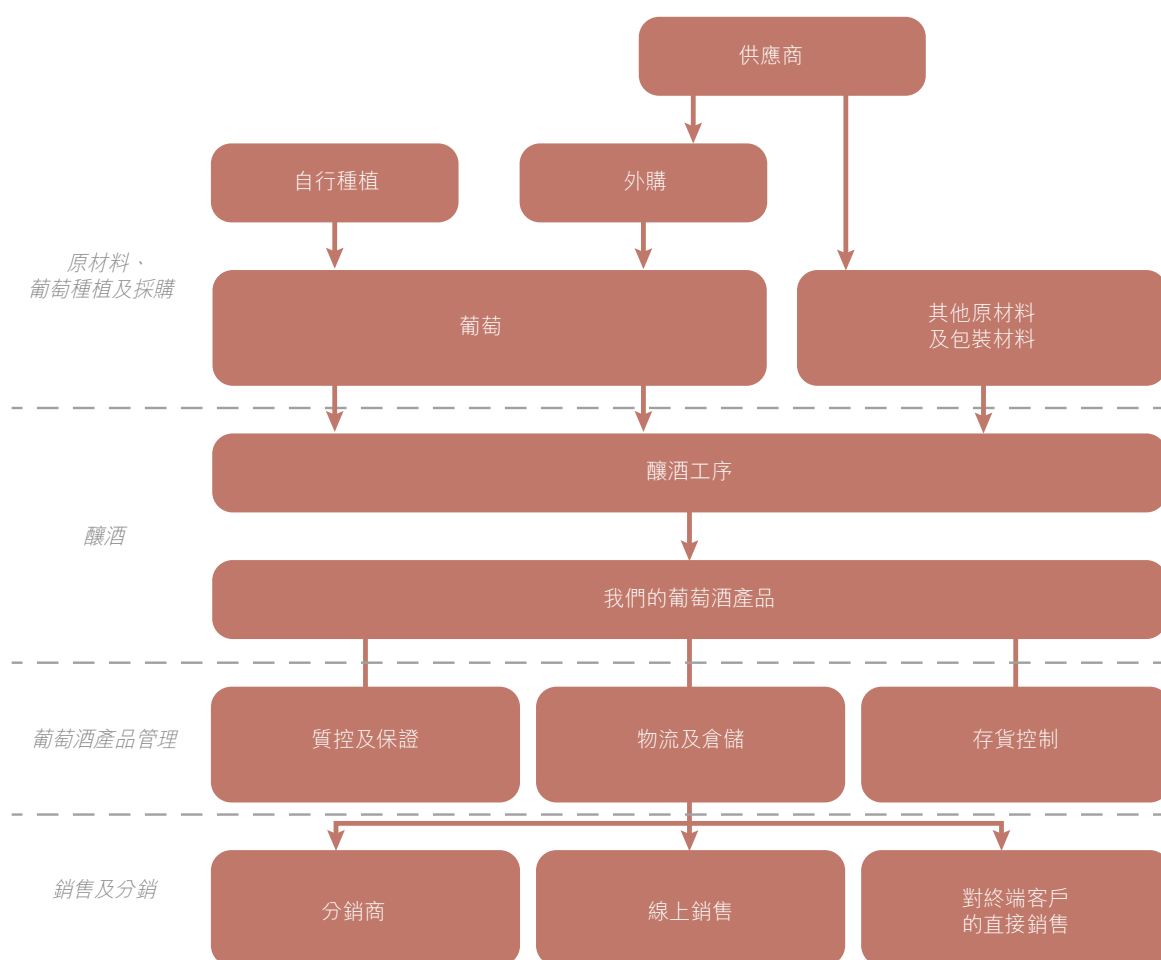 供應商
自行種植
外購
原材料、
葡萄種植及採購
葡萄
其他原材料
及包裝材料
釀酒工序
釀酒
我們的葡萄酒產品
葡萄酒產品管理
質控及保證
物流及倉儲
存貨控制
銷售及分銷
分銷商
線上銷售
對終端客戶
的直接銷售